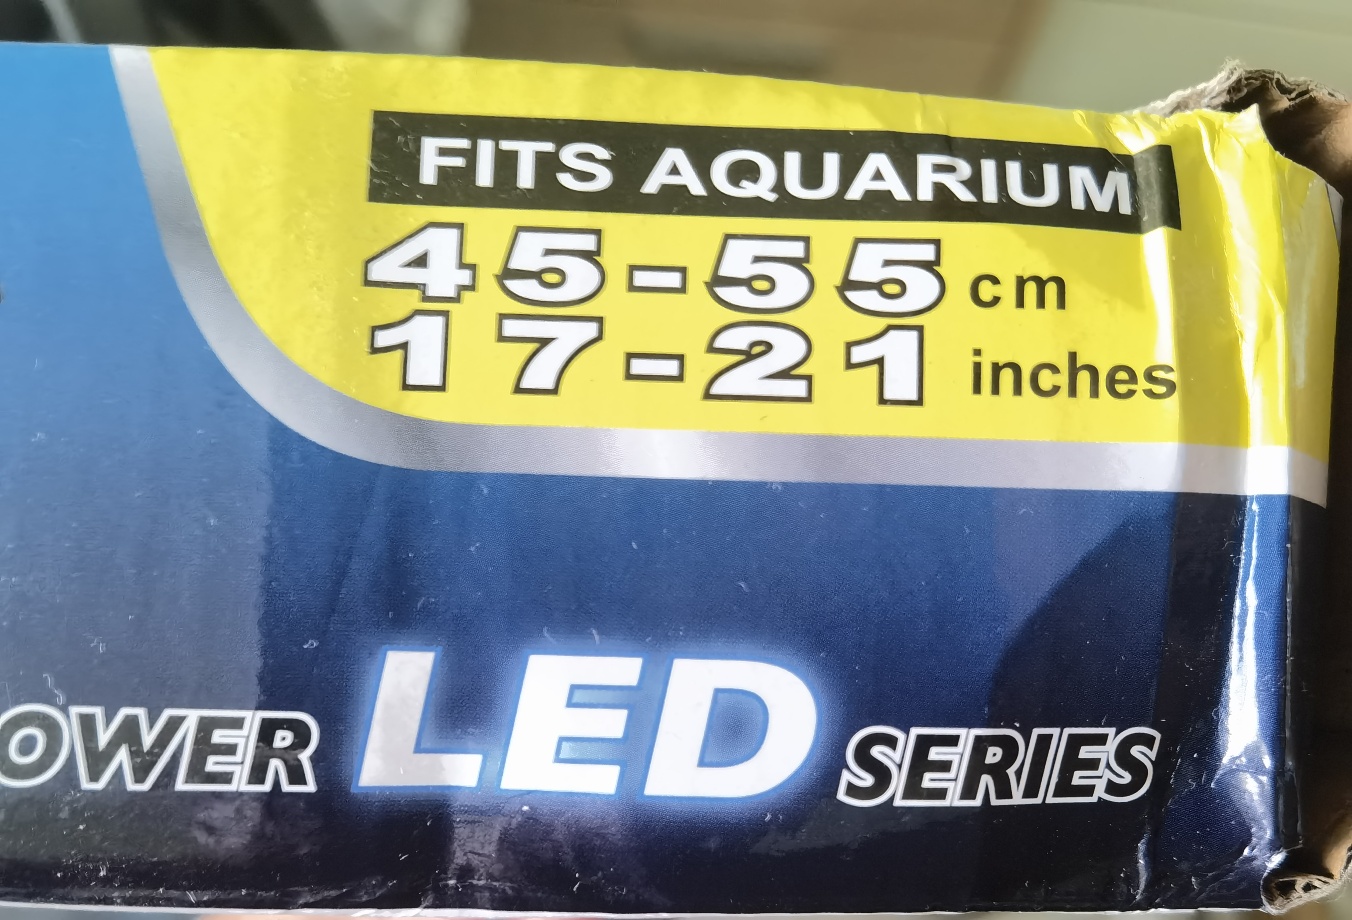 FITS AQUARIUM
45-55 cm
17-21 inches
OWER LED SERIES